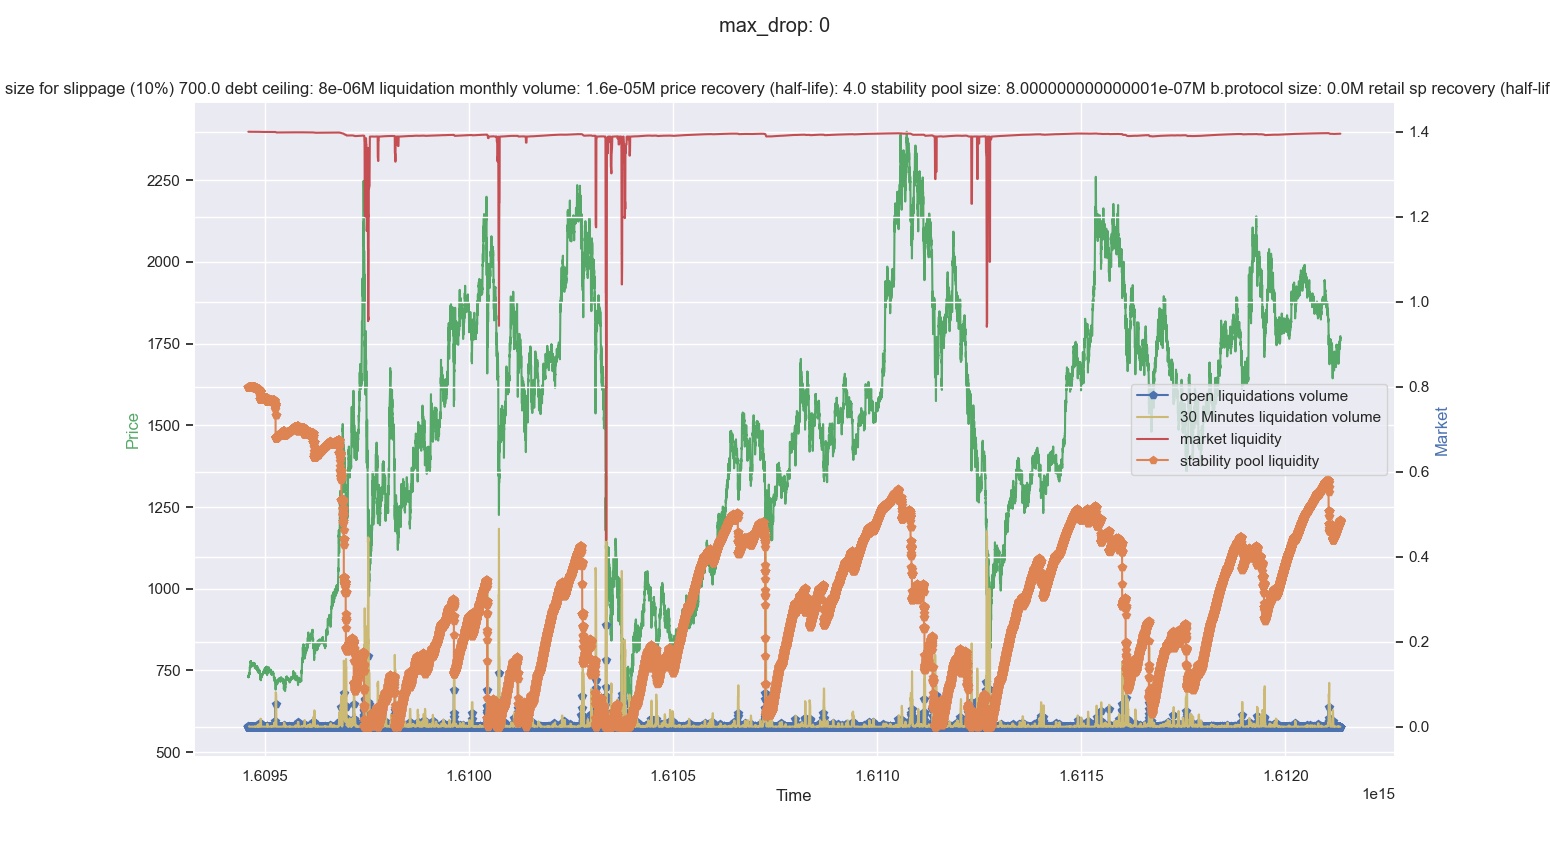 max_drop: 0
size for slippage (10%) 700.0 debt ceiling: 8e-06M liquidation monthly volume: 1.6e-05M price recovery (half-life): 4.0 stability pool size: 8.000000000000001e-07M b.protocol size: 0.0M retail sp recovery (half-lif
2250
2000
1750
1500
1250
1000
750
500
Price
1.4
1.2
1.0
0.8
0.6
0.4
0.2
0.0
Market
open liquidations volume
30 Minutes liquidation volume
market liquidity
stability pool liquidity
1.6095
1.6100
1.6105
1.6110
1.6115
1.6120
1e15
Time